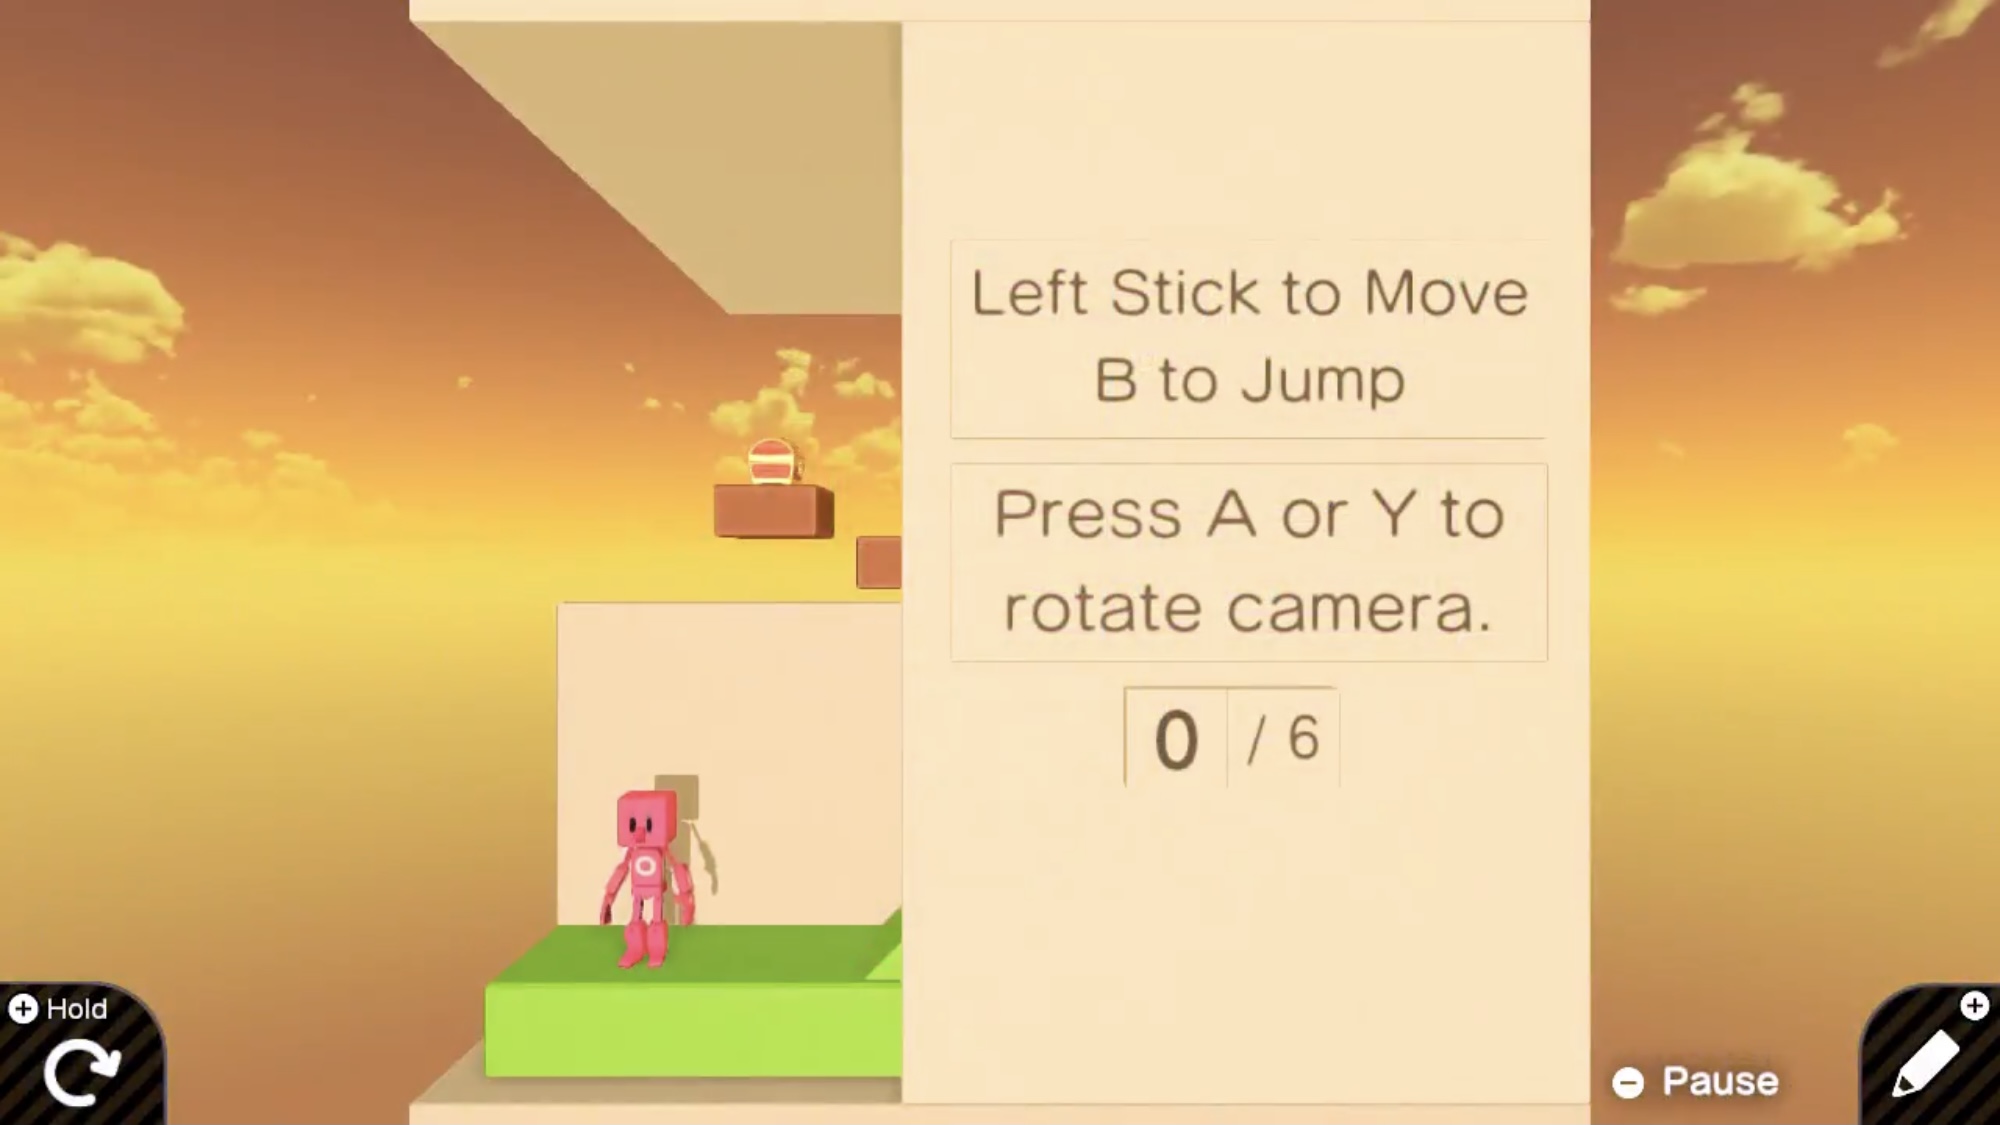 Left Stick to Move
B to Jump
Press A or Y to
rotate camera.
0 / 6
Hold
Pause